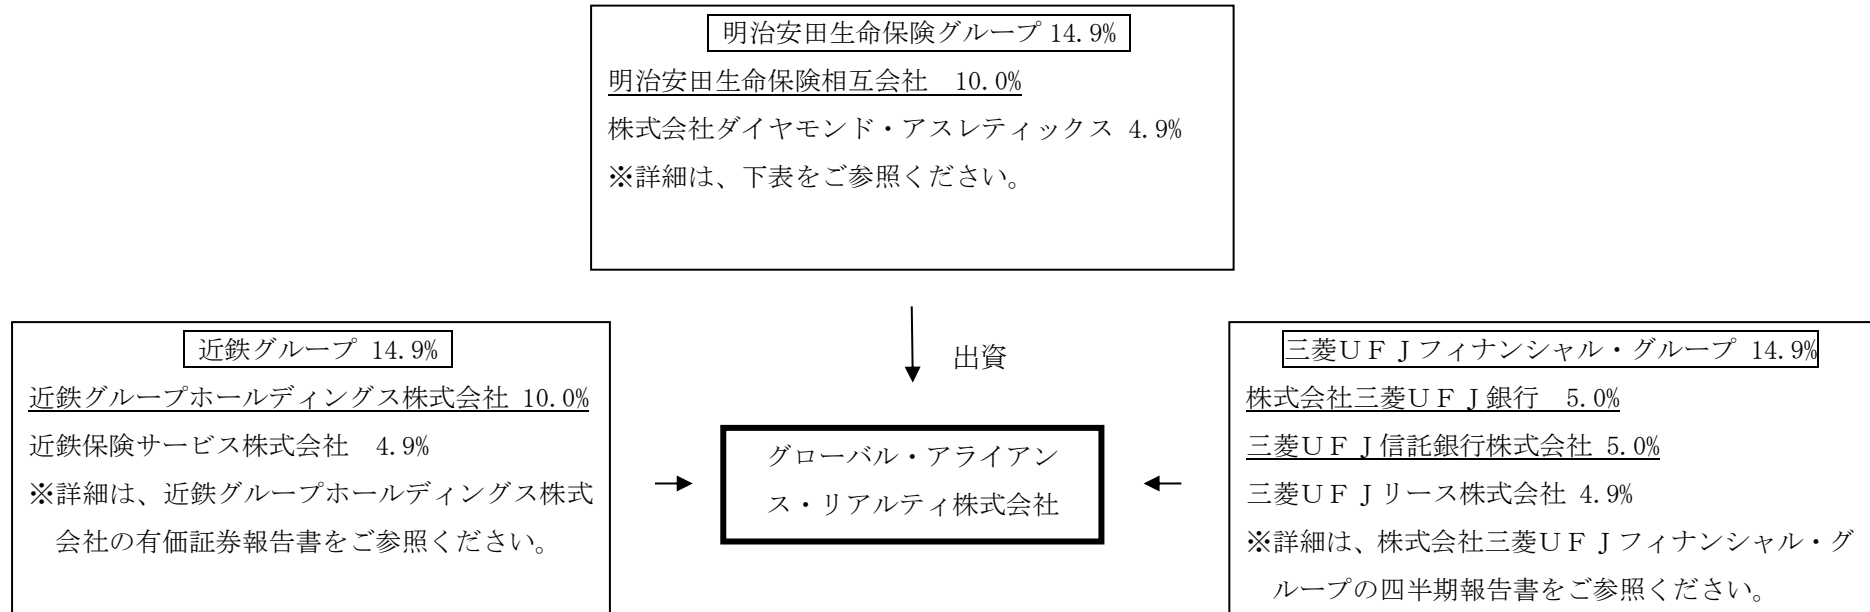 明治安田生命保険グループ 14.9%
明治安田生命保険相互会社　10.0%
株式会社ダイヤモンド・アスレティックス 4.9%
※詳細は、下表をご参照ください。
出資
近鉄グループ 14.9%
近鉄グループホールディングス株式会社 10.0%
近鉄保険サービス株式会社　4.9%
※詳細は、近鉄グループホールディングス株式
会社の有価証券報告書をご参照ください。
グローバル・アライアン
ス・リアルティ株式会社
三菱ＵＦＪフィナンシャル・グループ 14.9%
株式会社三菱ＵＦＪ銀行　5.0%
三菱ＵＦＪ信託銀行株式会社 5.0%
三菱ＵＦＪリース株式会社 4.9%
※詳細は、株式会社三菱ＵＦＪフィナンシャル・グ
ループの四半期報告書をご参照ください。